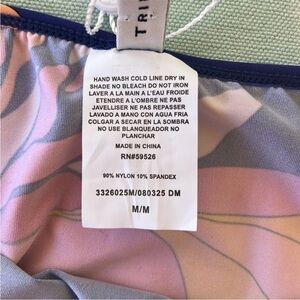 TRIN
HAND WASH COLD LINE DRY IN
SHADE NO BLEACH DO NOT IRON
LAVER A LA MAIN A L'EAU FROIDE
ETENDRE A L'OMBRE NE PAS
JAVELLISER NE PAS REPASSER
LAVADO A MANO CON AGUA FRIA
COLGAR A SECAR EN LA SOMBRA
NO USE BLANQUEADOR NO
PLANCHAR
MADE IN CHINA
RN#59526
90% NYLON 10% SPANDEX
3326025M/080325 DM
M/M